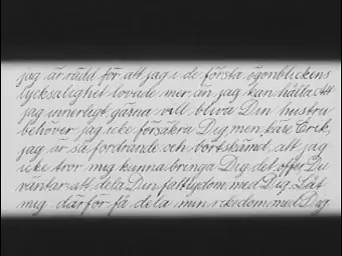 jag är rädd för att jag i de första ögonblickens
lycksalighet lovade mer än jag kan hålla. Att
jag innerligt gärna vill bliva Din hustru
behöver jag icke försäkra Dig, men, käre Erik,
jag är så fordrande och bortskämd, att jag
icke tror mig kunna bringa Dig det offer Du
väntar: att dela Din fattigdom med Dig. Låt
mig därför få dela min rikedom med Dig